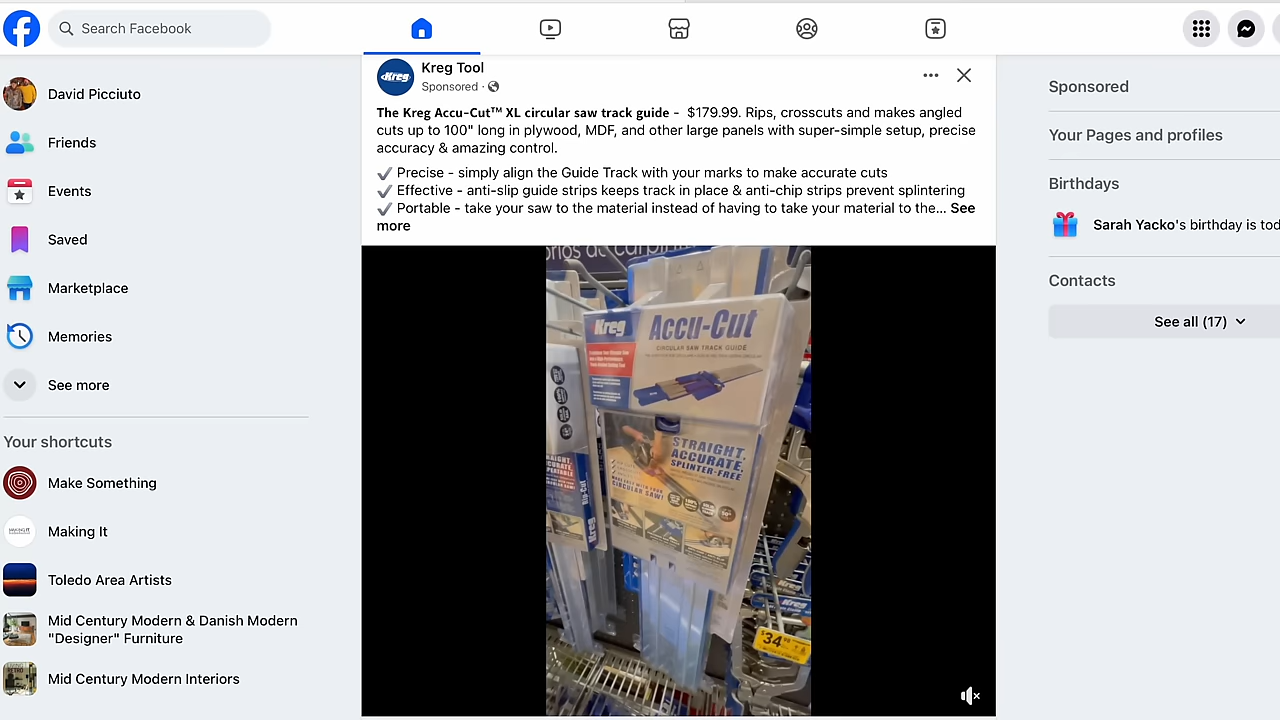 Search Facebook
David Picciuto
Friends
Events
Saved
Marketplace
Memories
See more
Your shortcuts
Make Something
Making It
Toledo Area Artists
Mid Century Modern & Danish Modern
"Designer" Furniture
Mid Century Modern Interiors
Kreg
Kreg Tool
Sponsored ·
The Kreg Accu-Cut™ XL circular saw track guide - $179.99. Rips, crosscuts and makes angled
cuts up to 100" long in plywood, MDF, and other large panels with super-simple setup, precise
accuracy & amazing control.
✔ Precise - simply align the Guide Track with your marks to make accurate cuts
✔ Effective - anti-slip guide strips keeps track in place & anti-chip strips prevent splintering
✔ Portable - take your saw to the material instead of having to take your material to the... See
more
Kreg
Accu-Cut
CIRCULAR SAW TRACK GUIDE
STRAIGHT,
ACCURATE,
SPLINTER-FREE
CIRCULAR SAW!
Rip-Cut
Kreg
Kreg
$34
Sponsored
Your Pages and profiles
Birthdays
Sarah Yacko's birthday is tod
Contacts
See all (17)